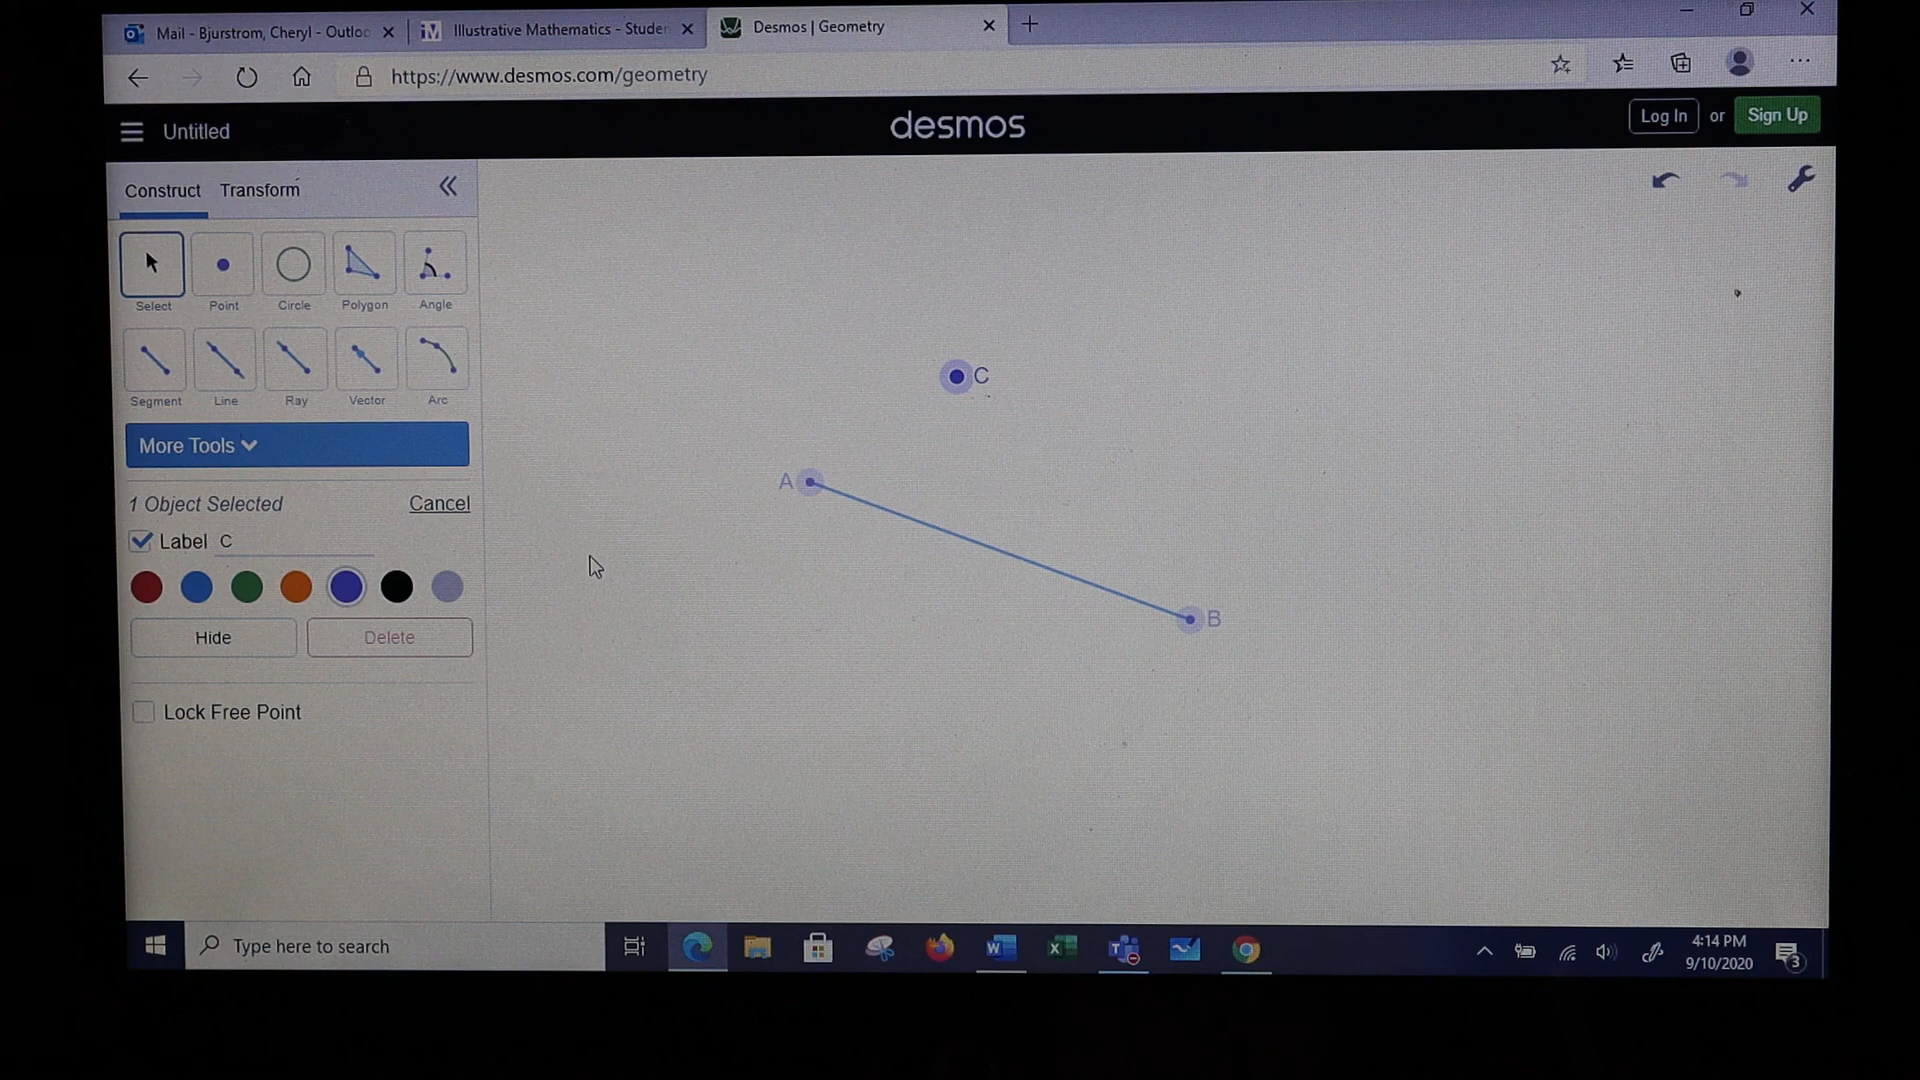 Mail - Bjurstrom, Cheryl - Outloo
Illustrative Mathematics - Studen
Desmos | Geometry
https://www.desmos.com/geometry
Untitled
desmos
Log In or Sign Up
Construct Transform
Select Point Circle Polygon Angle
Segment Line Ray Vector Arc
More Tools
1 Object Selected Cancel
Label C
Hide Delete
Lock Free Point
C
A
B
Type here to search
4:14 PM
9/10/2020
3